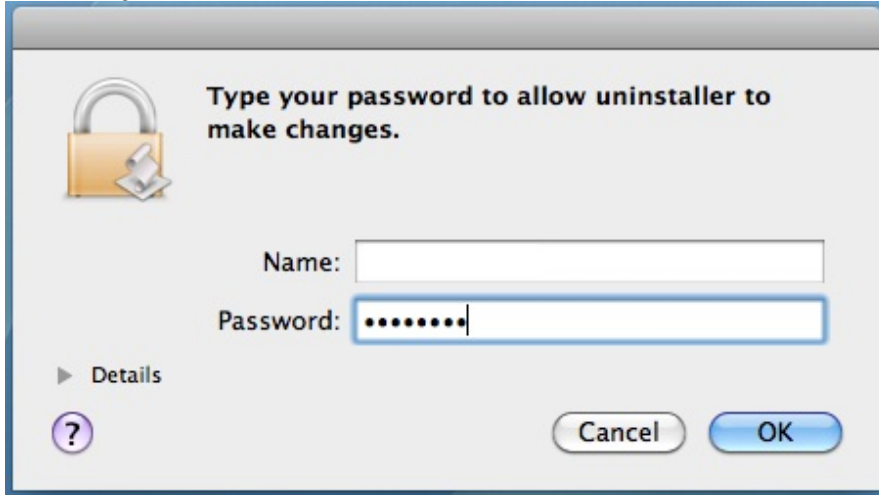 Type your password to allow uninstaller to
make changes.
Name:
Password: ••••••••
Details
?
Cancel
OK